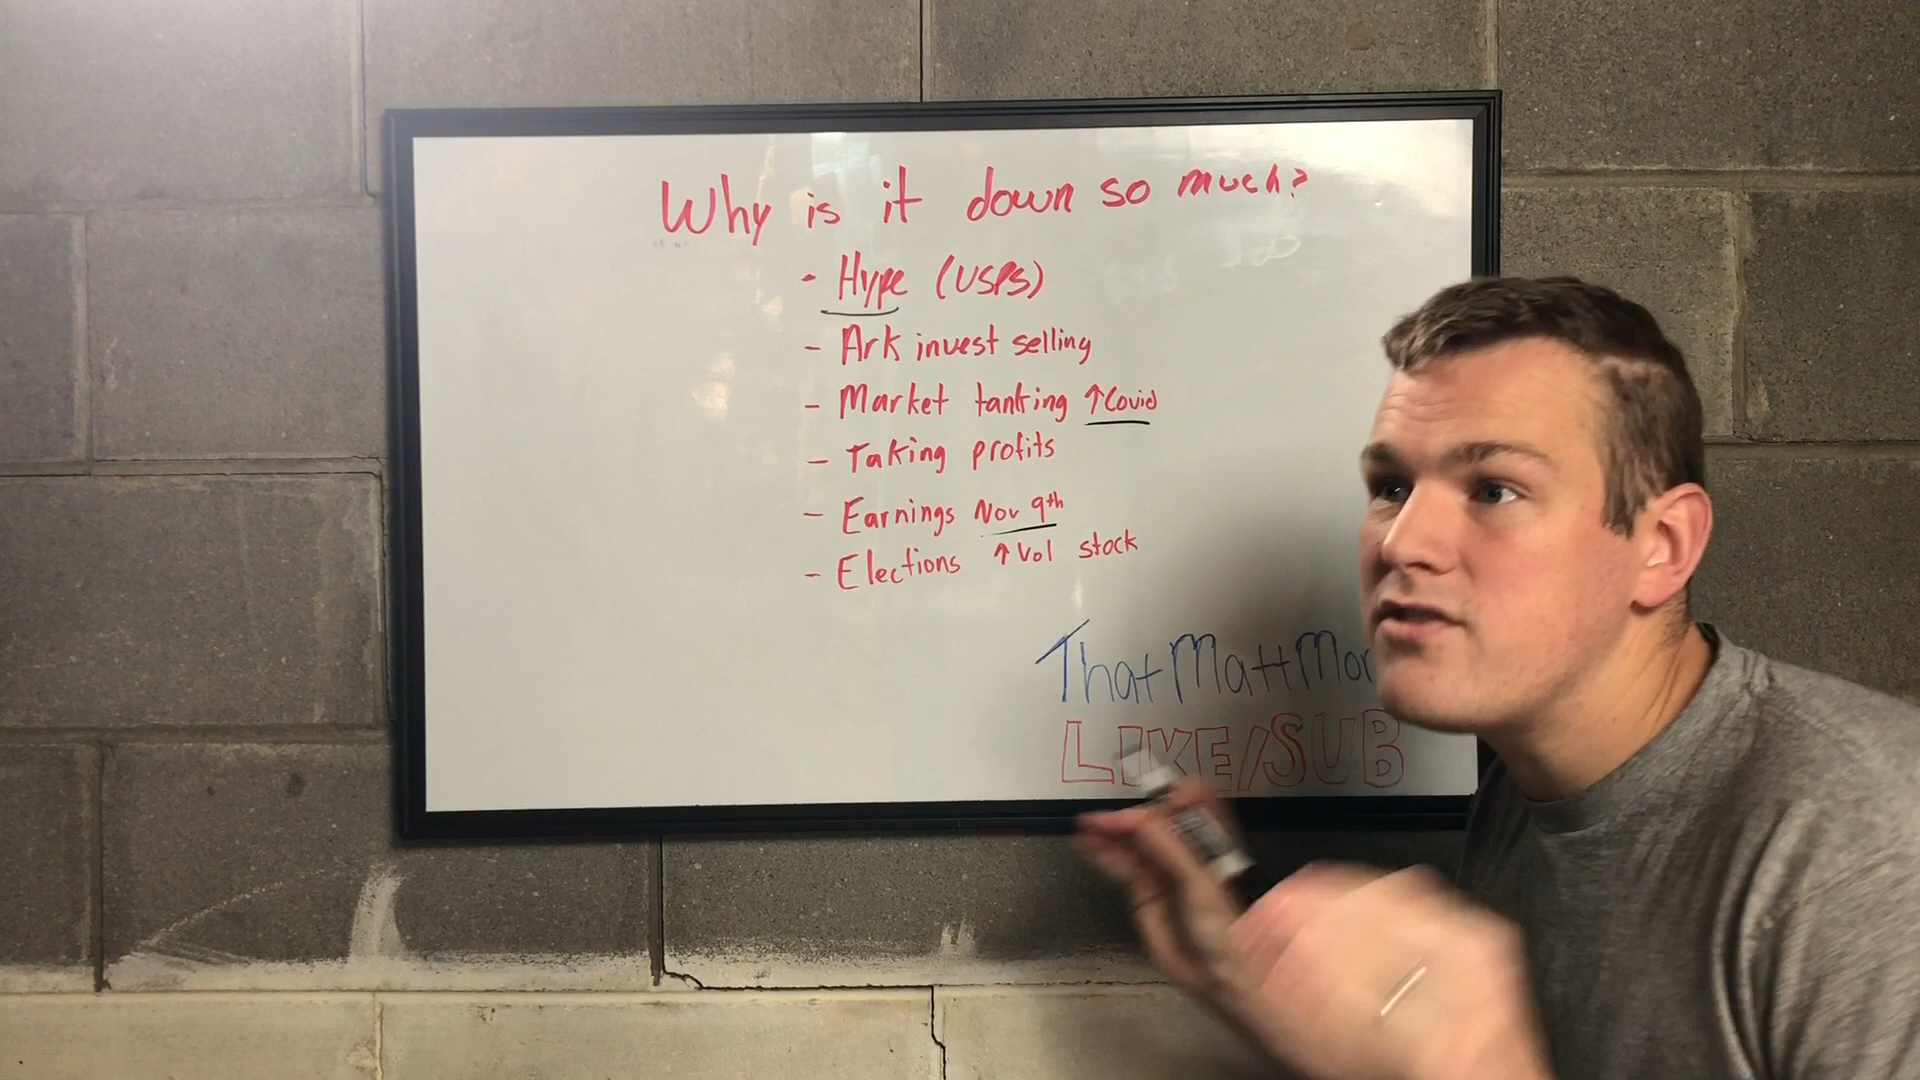 Why is it down so much?
- Hype (USPS)
- Ark invest selling
- Market tanking ↑Covid
- Taking profits
- Earnings Nov 9th
- Elections ↑Vol stock
ThatMattMor
LIKE/SUB